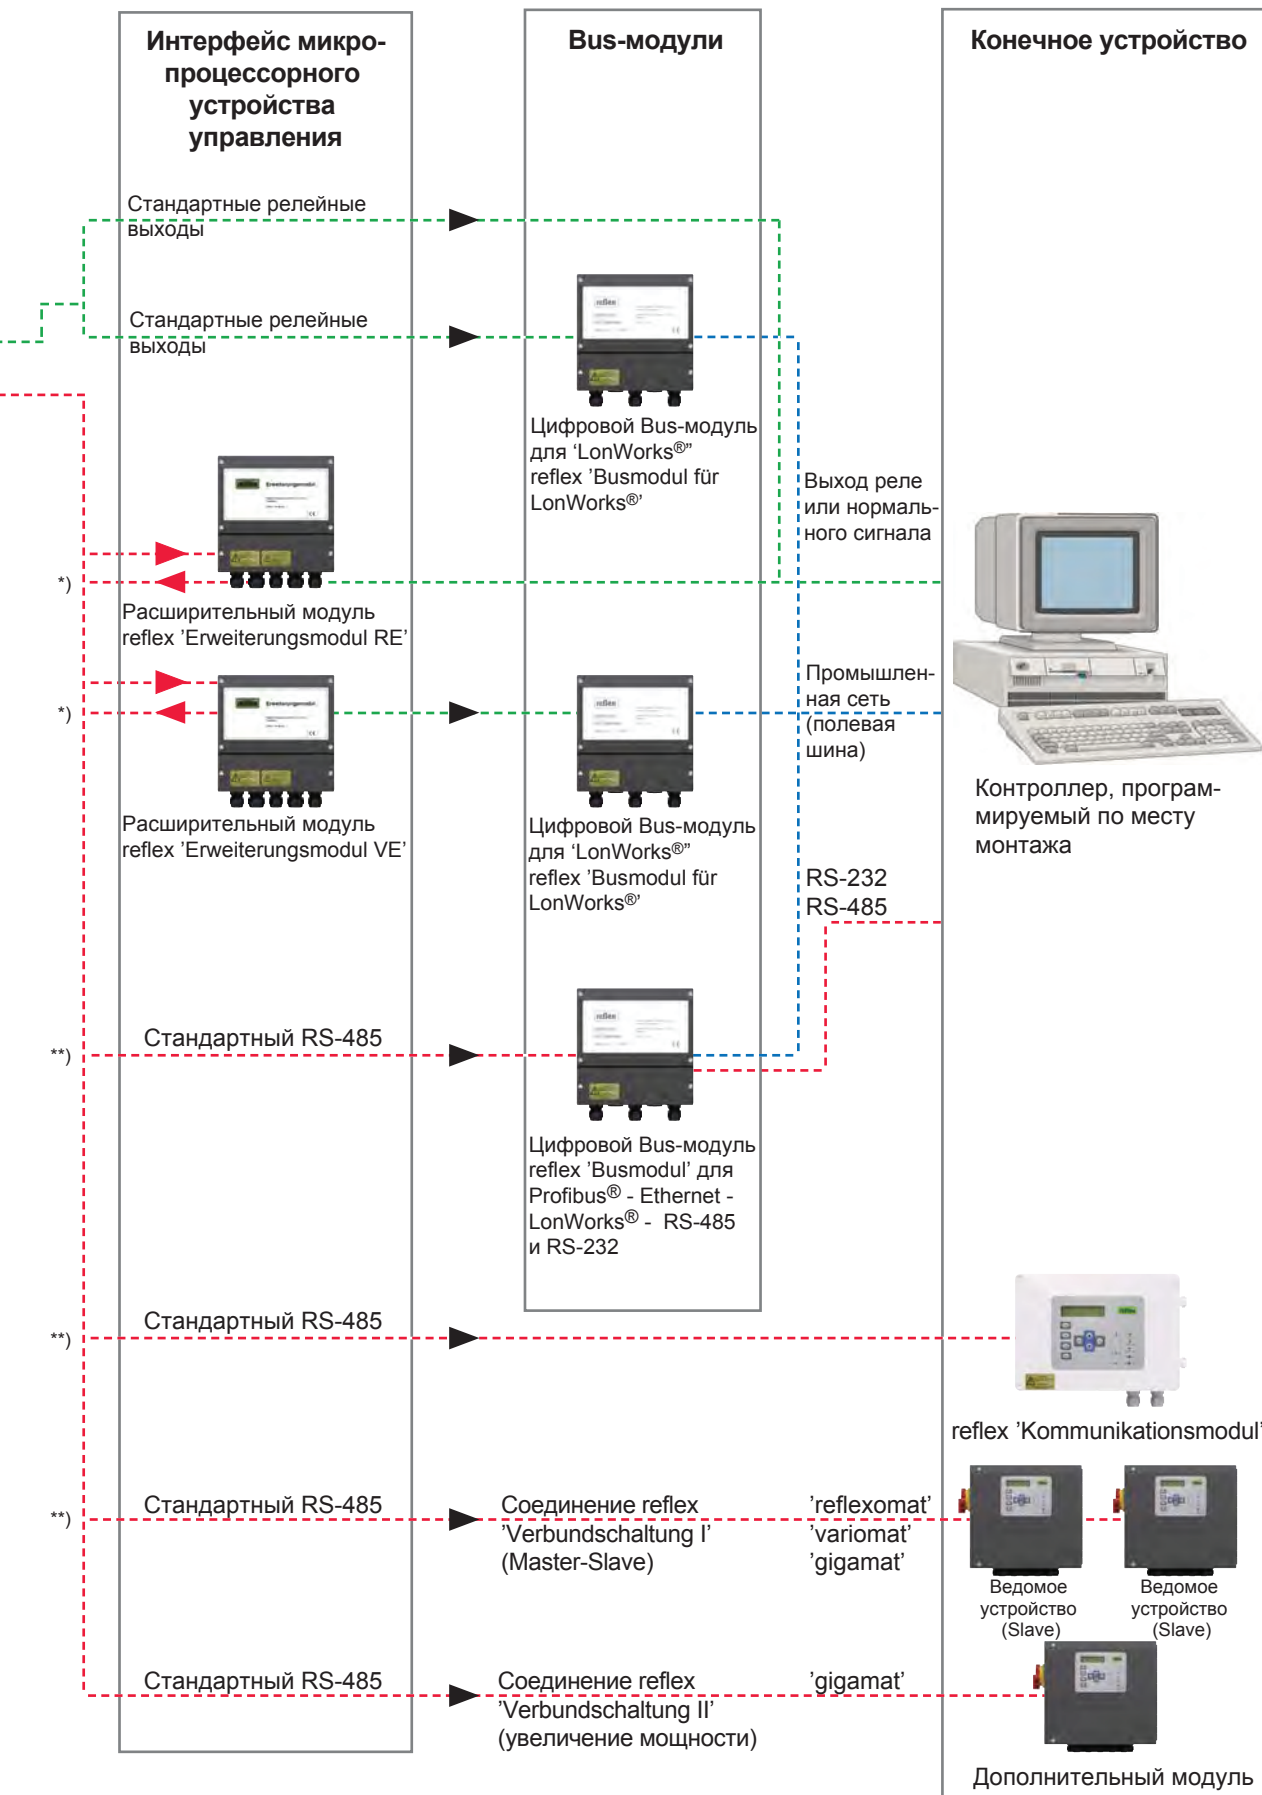 Интерфейс микро-
процессорного
устройства
управления
Bus-модули
Конечное устройство
Стандартные релейные
выходы
Стандартные релейные
выходы
reflex
Цифровой Bus-модуль
для ‘LonWorks®”
reflex ’Busmodul für
LonWorks®’
Выход реле
или нормаль-
ного сигнала
Erweiterungsmodul
*)
Расширительный модуль
reflex ’Erweiterungsmodul RE’
Промышлен-
ная сеть
(полевая
шина)
Erweiterungsmodul
reflex
*)
Контроллер, програм-
мируемый по месту
монтажа
Расширительный модуль
reflex ’Erweiterungsmodul VE’
Цифровой Bus-модуль
для ‘LonWorks®”
reflex ’Busmodul für
LonWorks®’
RS-232
RS-485
reflex
Стандартный RS-485
**)
Цифровой Bus-модуль
reflex ’Busmodul’ для
Profibus® - Ethernet -
LonWorks® - RS-485
и RS-232
Стандартный RS-485
**)
reflex ’Kommunikationsmodul’
Стандартный RS-485
**)
Соединение reflex
’Verbundschaltung I’
(Master-Slave)
’reflexomat’
’variomat’
’gigamat’
Ведомое
устройство
(Slave)
Ведомое
устройство
(Slave)
Стандартный RS-485
Соединение reflex
’Verbundschaltung II’
(увеличение мощности)
’gigamat’
Дополнительный модуль